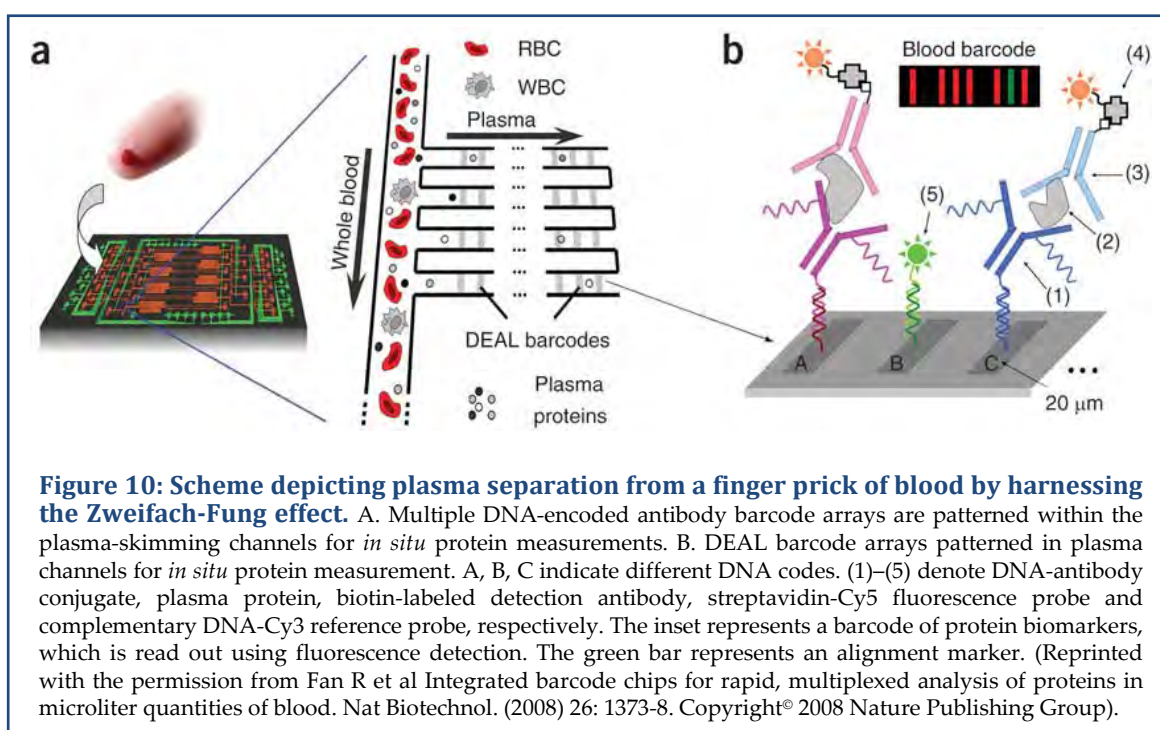 a
RBC
WBC
Plasma
Whole blood
DEAL barcodes
Plasma
proteins
b
Blood barcode
(4)
(3)
(5)
(2)
(1)
A
B
C
...
20 μm
Figure 10: Scheme depicting plasma separation from a finger prick of blood by harnessing
the Zweifach-Fung effect. A. Multiple DNA-encoded antibody barcode arrays are patterned within the
plasma-skimming channels for in situ protein measurements. B. DEAL barcode arrays patterned in plasma
channels for in situ protein measurement. A, B, C indicate different DNA codes. (1)–(5) denote DNA-antibody
conjugate, plasma protein, biotin-labeled detection antibody, streptavidin-Cy5 fluorescence probe and
complementary DNA-Cy3 reference probe, respectively. The inset represents a barcode of protein biomarkers,
which is read out using fluorescence detection. The green bar represents an alignment marker. (Reprinted
with the permission from Fan R et al Integrated barcode chips for rapid, multiplexed analysis of proteins in
microliter quantities of blood. Nat Biotechnol. (2008) 26: 1373-8. Copyright© 2008 Nature Publishing Group).